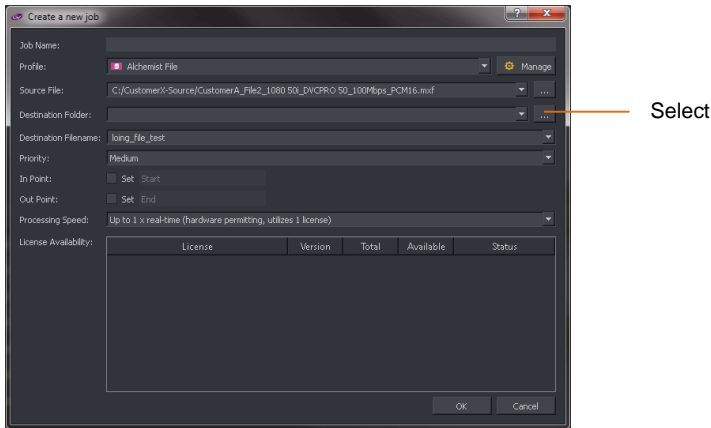 Create a new job
Job Name:
Profile: Alchemist File Manage
Source File: C:/CustomerX-Source/CustomerA_File2_1080 50i_DVCPRO 50_100Mbps_PCM16.mxf ...
Destination Folder: ... Select
Destination Filename: loing_file_test
Priority: Medium
In Point: Set Start
Out Point: Set End
Processing Speed: Up to 1 x real-time (hardware permitting, utilizes 1 license)
License Availability: License Version Total Available Status
OK Cancel